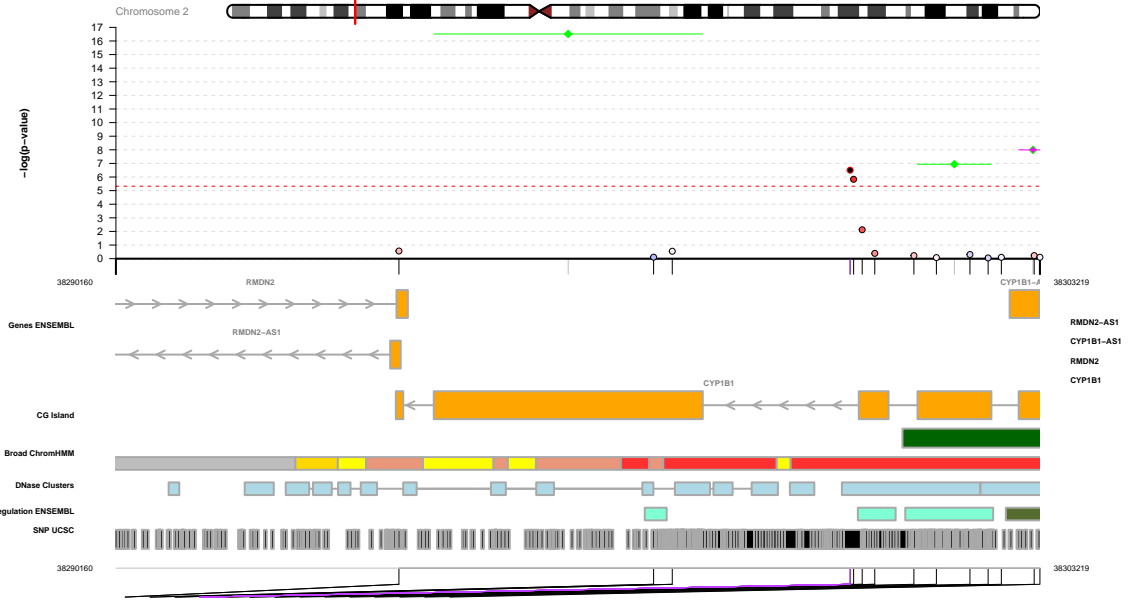 Chromosome 2
17
16
15
14
13
12
11
10
9
8
7
6
5
4
3
2
1
0
−log(p−value)
38290160
RMDN2
CYP1B1−A
38303219
Genes ENSEMBL
RMDN2−AS1
RMDN2−AS1
CYP1B1−AS1
RMDN2
CYP1B1
CYP1B1
CG Island
Broad ChromHMM
DNase Clusters
egulation ENSEMBL
SNP UCSC
38290160
38303219